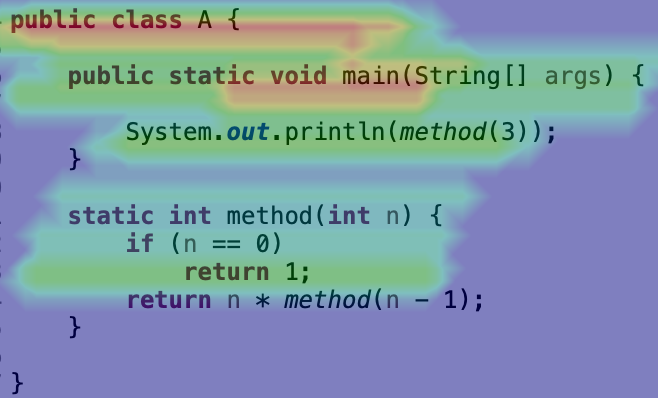 public class A {
public static void main(String[] args) {
System.out.println(method(3));
}
static int method(int n) {
if (n == 0)
return 1;
return n * method(n - 1);
}
}